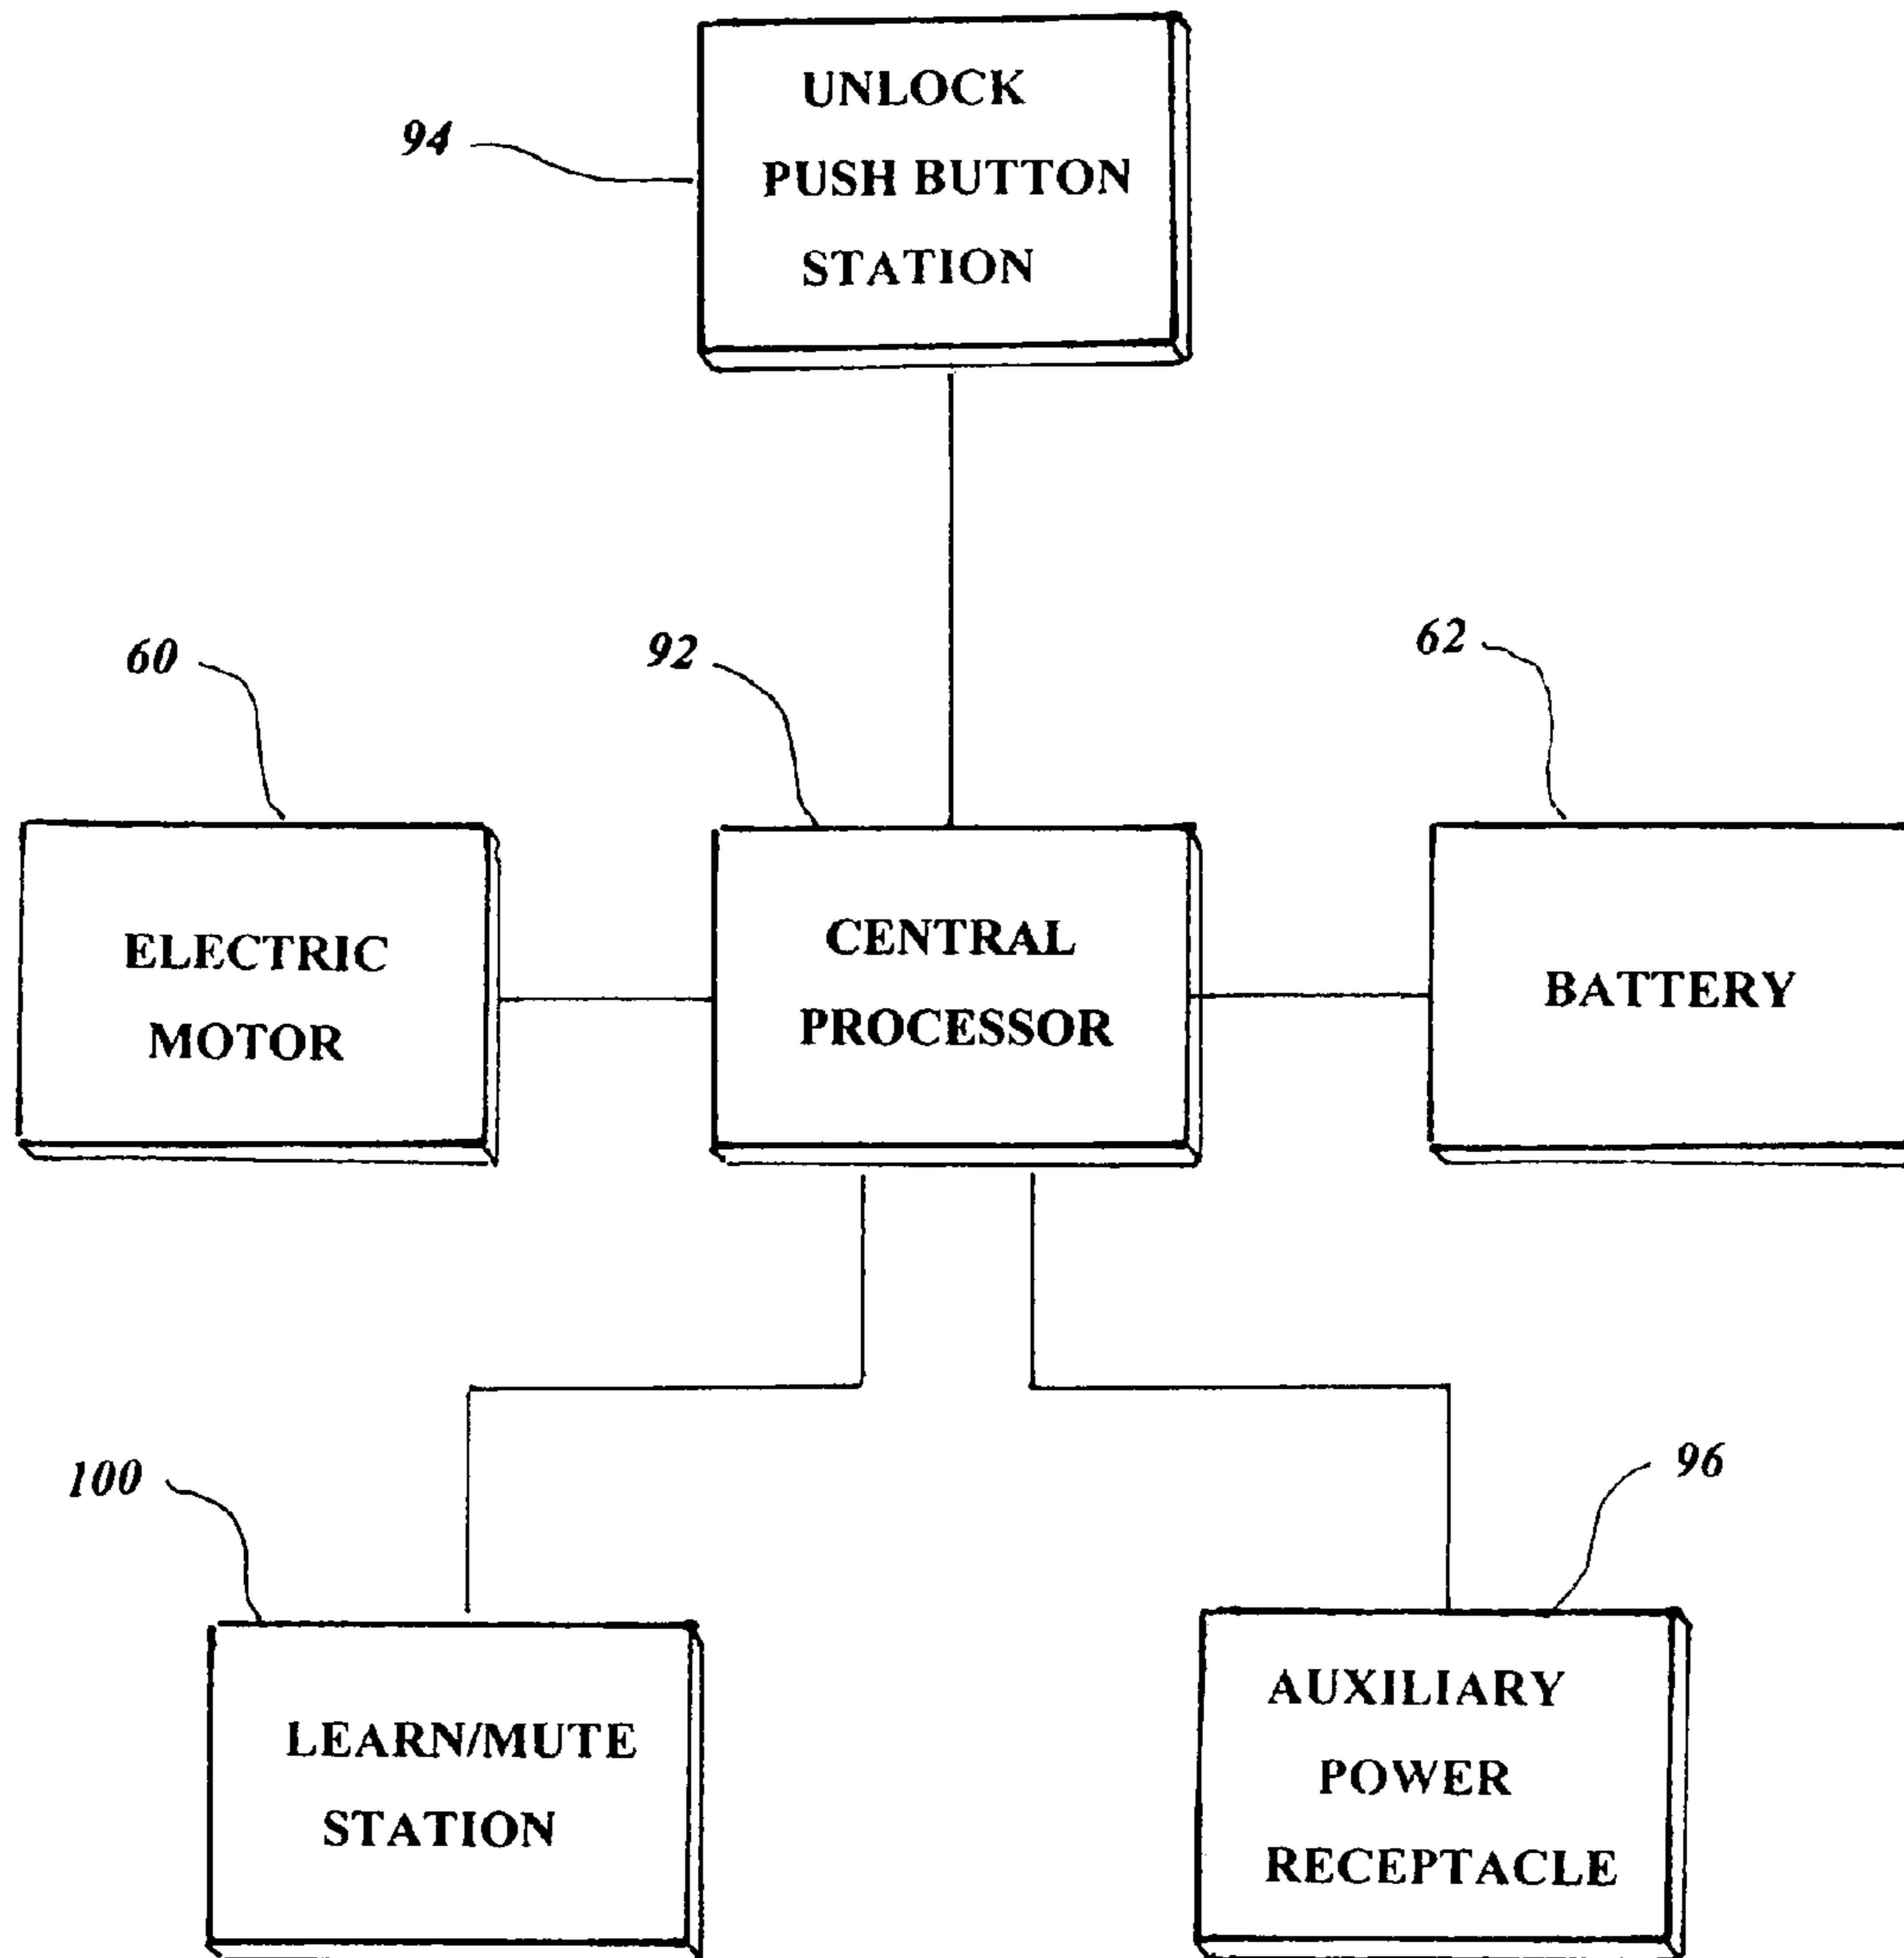 UNLOCK
PUSH BUTTON
STATION
94
60
92
62
ELECTRIC
MOTOR
CENTRAL
PROCESSOR
BATTERY
100
96
LEARN/MUTE
STATION
AUXILIARY
POWER
RECEPTACLE